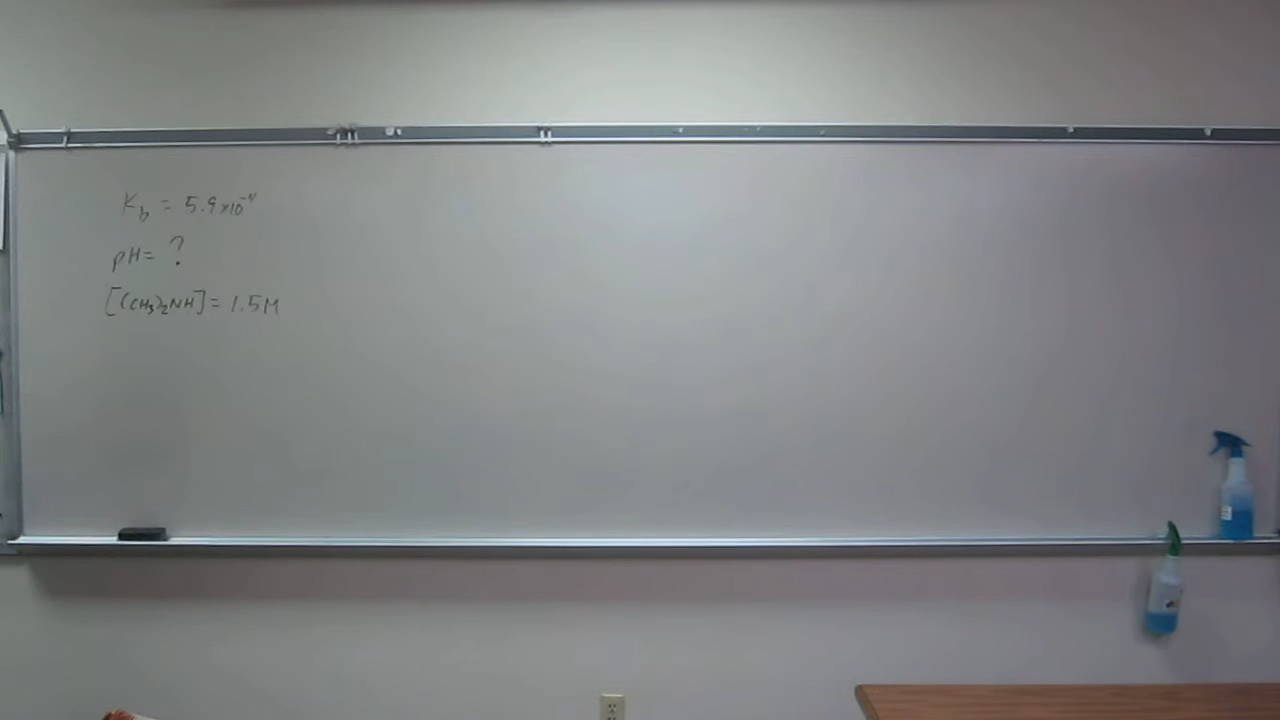 Kb = 5.9x10^-4
pH = ?
[(CH3)2NH] = 1.5M